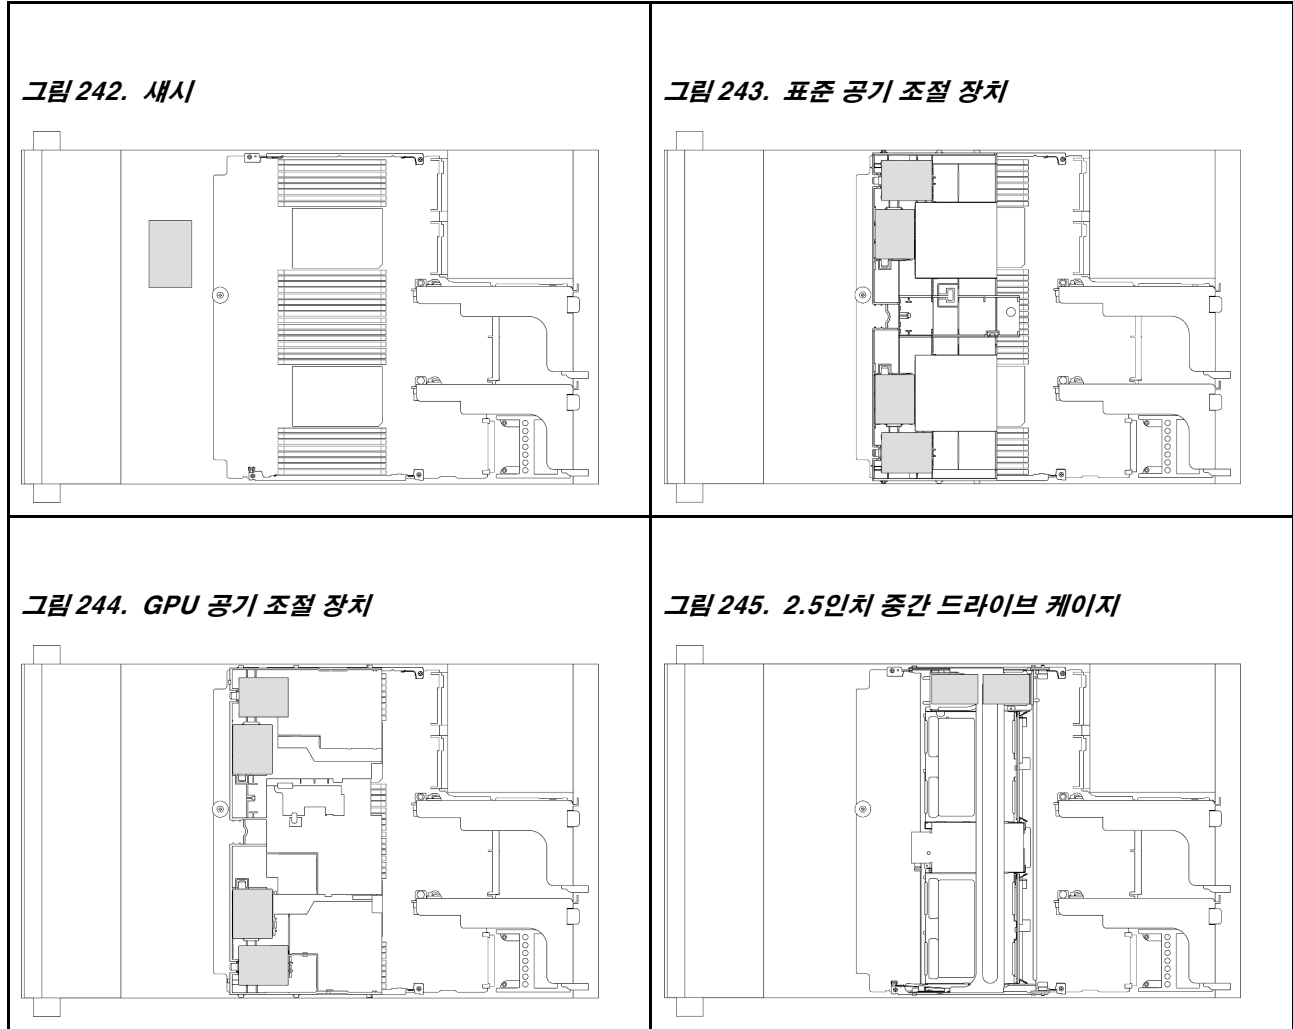 그림 242. 섀시
그림 243. 표준 공기 조절 장치
그림 244. GPU 공기 조절 장치
그림 245. 2.5인치 중간 드라이브 케이지